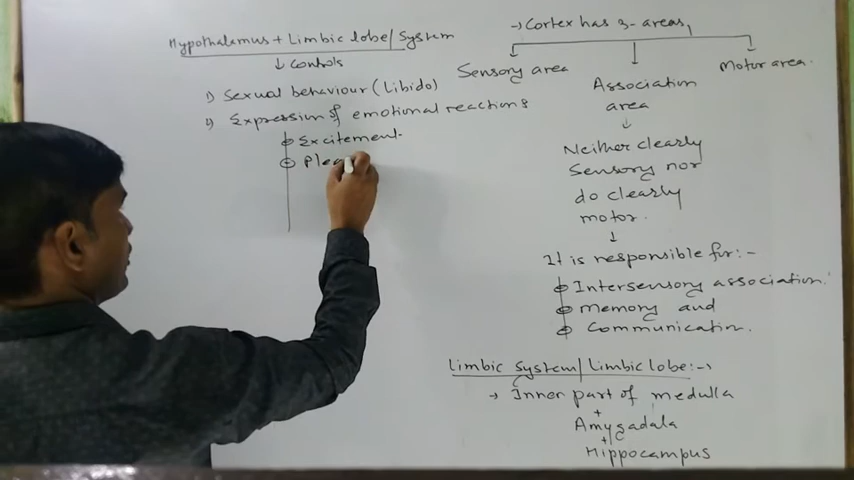 Hypothalamus + Limbic lobe/System
↓ Controls
1) Sexual behaviour (Libido)
2) Expression of emotional reactions
Excitement.
Plea
→ Cortex has 3-areas,
Sensory area
Association
area
Motor area.
↓
Neither clearly
Sensory nor
do clearly
motor.
↓
It is responsible for:-
Intersensory association.
Memory and
Communication.
Limbic system/Limbic lobe:-→
→ Inner part of medulla
+
Amygadala
+
Hippocampus